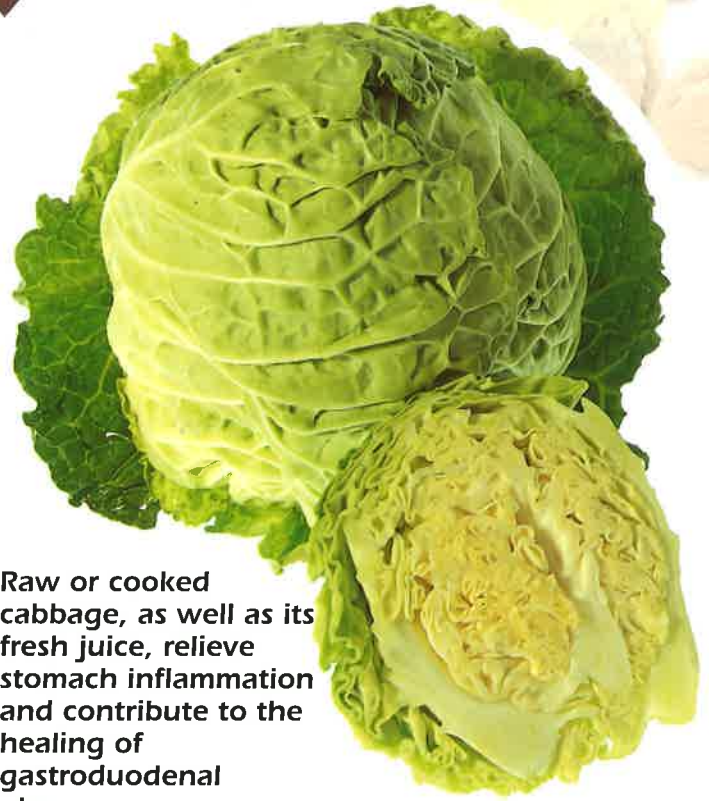 Raw or cooked
cabbage, as well as its
fresh juice, relieve
stomach inflammation
and contribute to the
healing of
gastroduodenal